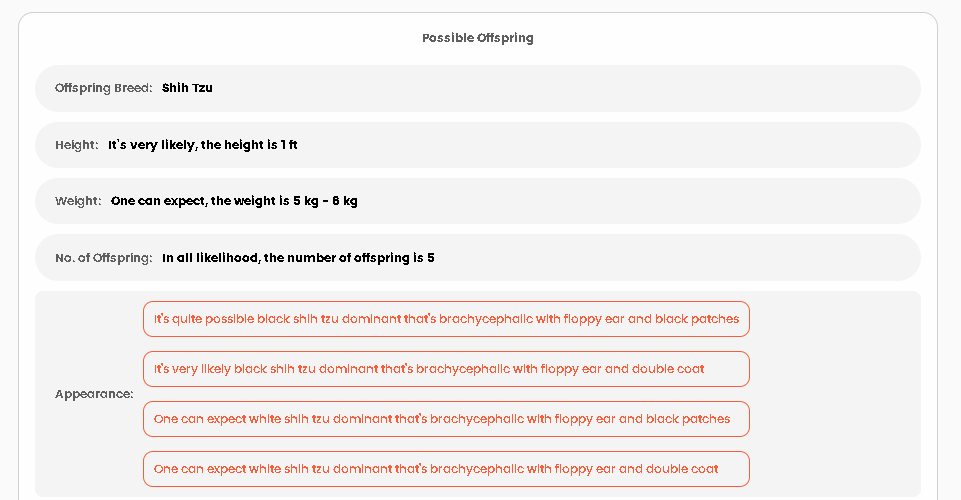 Possible Offspring
Offspring Breed: Shih Tzu
Height: It's very likely, the height is 1 ft
Weight: One can expect, the weight is 5 kg - 6 kg
No. of Offspring: In all likelihood, the number of offspring is 5
It's quite possible black shih tzu dominant that's brachycephalic with floppy ear and black patches
It's very likely black shih tzu dominant that's brachycephalic with floppy ear and double coat
Appearance:
One can expect white shih tzu dominant that's brachycephalic with floppy ear and black patches
One can expect white shih tzu dominant that's brachycephalic with floppy ear and double coat